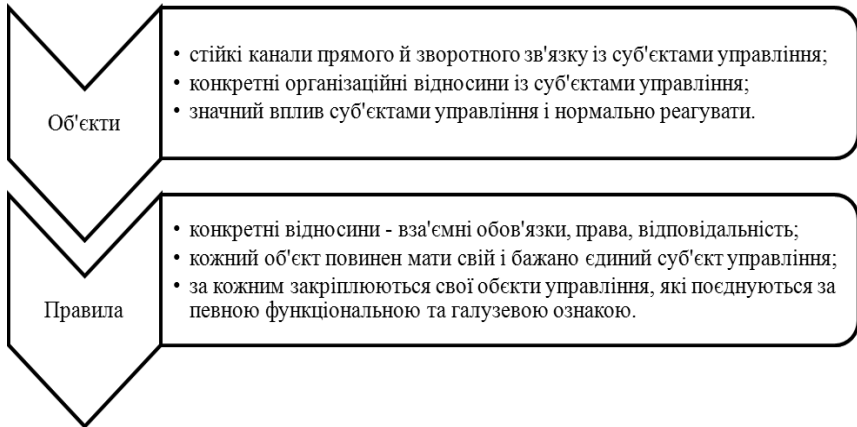 Об'єкти
• стійкі канали прямого й зворотного зв'язку із суб'єктами управління;
• конкретні організаційні відносини із суб'єктами управління;
• значний вплив суб'єктами управління і нормально реагувати.
Правила
• конкретні відносини - вза'ємні обов'язки, права, відповідальність;
• кожний об'єкт повинен мати свій і бажано єдиний суб'єкт управління;
• за кожним закріплюються свої обєкти управління, які поєднуються за
певною функціональною та галузевою ознакою.